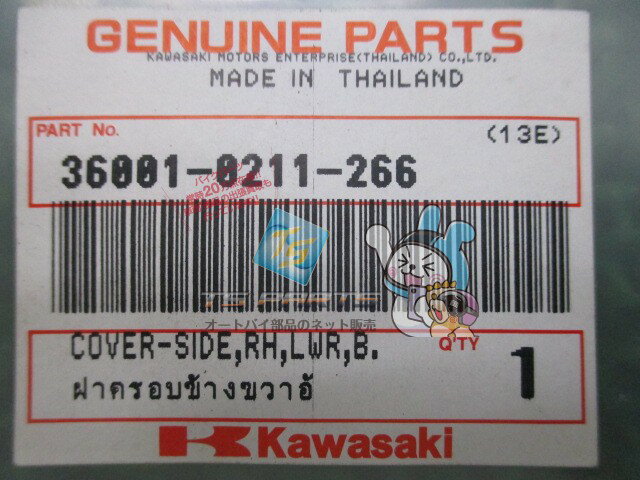 GENUINE PARTS
KAWASAKI MOTORS ENTERPRISE(THAILAND) CO.,LTD.
MADE IN THAILAND
PART No.
(13E)
36001-0211-266
TS PARTS
オートバイ部品のネット販売
COVER-SIDE,RH,LWR,B.
Q'TY
ฝาครอบข้างขวาอั
1
Kawasaki